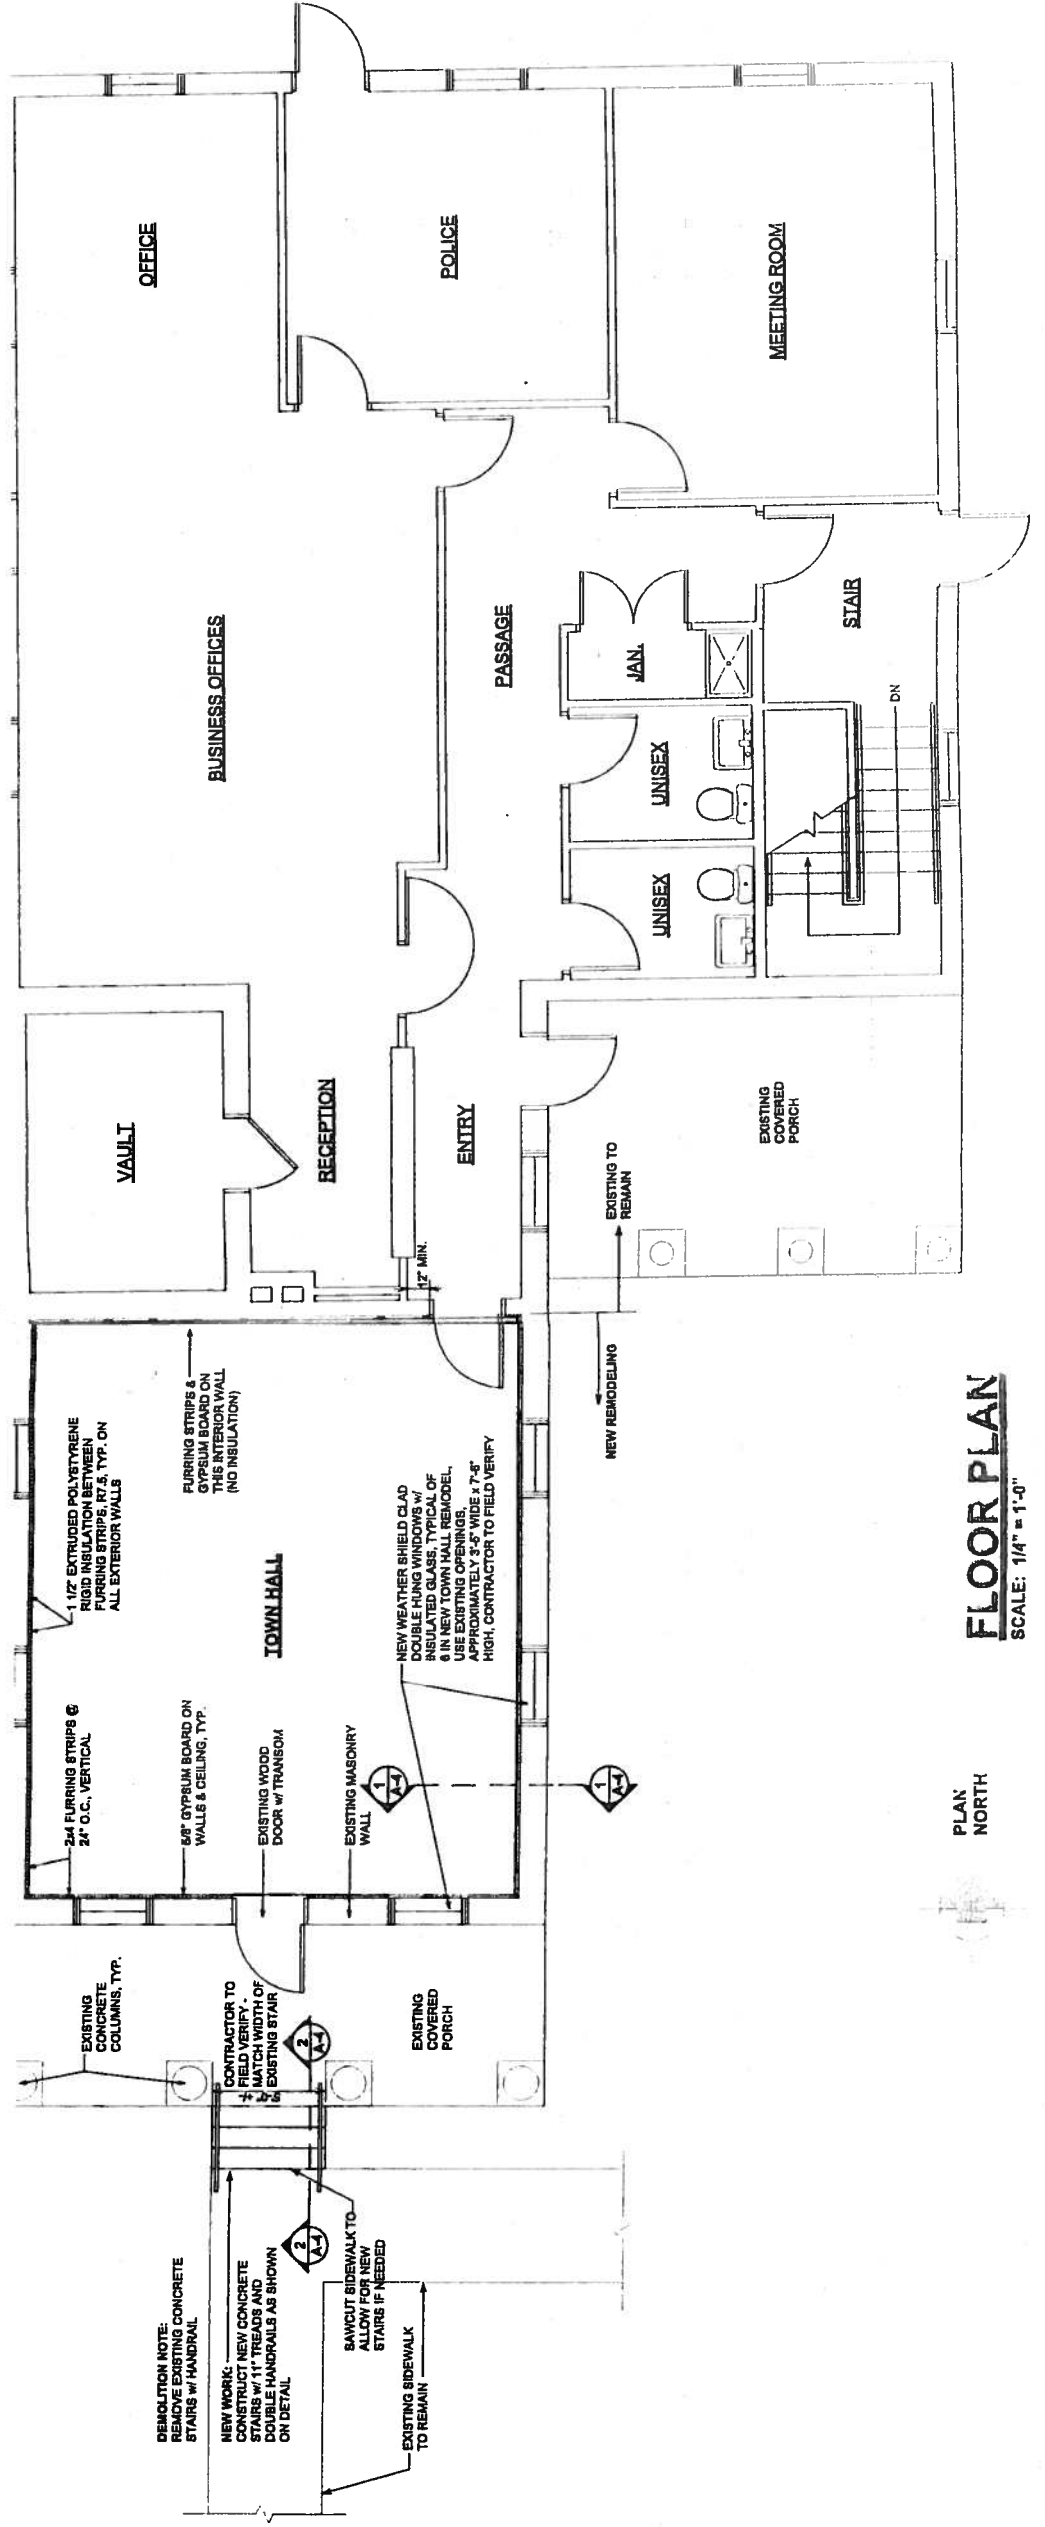 DEMOLITION NOTE:
REMOVE EXISTING CONCRETE
STAIRS w/ HANDRAIL
NEW WORK:
CONSTRUCT NEW CONCRETE
STAIRS w/ 11" TREADS AND
DOUBLE HANDRAILS AS SHOWN
ON DETAIL
SAWCUT SIDEWALK TO
ALLOW FOR NEW
STAIRS IF NEEDED
EXISTING SIDEWALK
TO REMAIN
2
A-4
2
A-4
EXISTING
CONCRETE
COLUMNS, TYP.
CONTRACTOR TO
FIELD VERIFY -
MATCH WIDTH OF
EXISTING STAIR
EXISTING
COVERED
PORCH
2x4 FURRING STRIPS @
24" O.C., VERTICAL
5/8" GYPSUM BOARD ON
WALLS & CEILING, TYP.
EXISTING WOOD
DOOR w/ TRANSOM
EXISTING MASONRY
WALL
1
A-4
1
A-4
1 1/2" EXTRUDED POLYSTYRENE
RIGID INSULATION BETWEEN
FURRING STRIPS, R7.5, TYP. ON
ALL EXTERIOR WALLS
TOWN HALL
NEW WEATHER SHIELD CLAD
DOUBLE HUNG WINDOWS w/
INSULATED GLASS, TYPICAL OF
6 IN NEW TOWN HALL REMODEL,
USE EXISTING OPENINGS,
APPROXIMATELY 3'-6" WIDE x 7'-6"
HIGH, CONTRACTOR TO FIELD VERIFY
FURRING STRIPS &
GYPSUM BOARD ON
THIS INTERIOR WALL
(NO INSULATION)
NEW REMODELING
EXISTING TO
REMAIN
12" MIN.
VAULT
RECEPTION
ENTRY
EXISTING
COVERED
PORCH
BUSINESS OFFICES
PASSAGE
UNISEX
UNISEX
JAN.
STAIR
DN
OFFICE
POLICE
MEETING ROOM
PLAN
NORTH
FLOOR PLAN
SCALE: 1/4" = 1'-0"